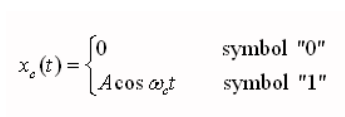 x_c(t) = { 0 symbol "0"
A cos ω_c t symbol "1"